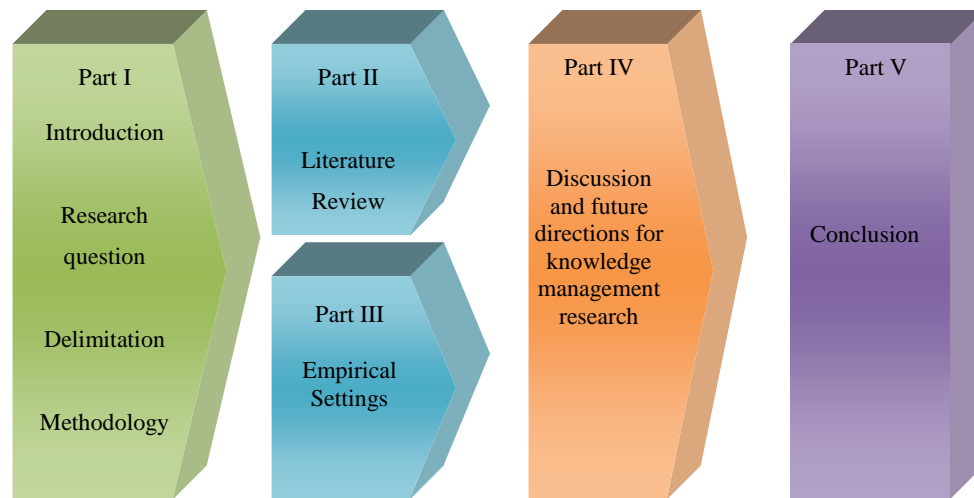 Part I
Introduction
Research
question
Delimitation
Methodology
Part II
Literature
Review
Part III
Empirical
Settings
Part IV
Discussion
and future
directions for
knowledge
management
research
Part V
Conclusion